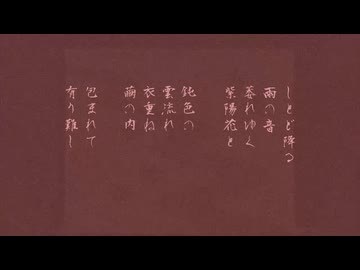 しとど降る
雨の音
萎れゆく
紫陽花と
鈍色の
雲流れ
衣重ね
繭の内
包まれて
有り難し